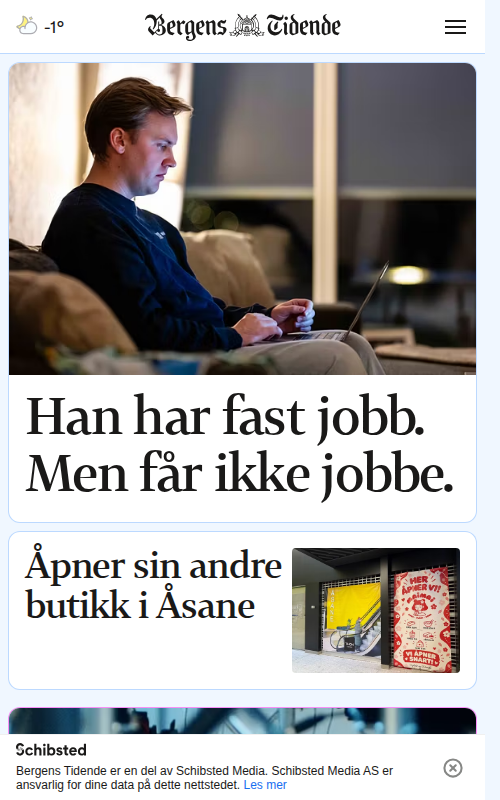 -1°
Bergens Tidende
Han har fast jobb.
Men får ikke jobbe.
Åpner sin andre
butikk i Åsane
HER
ÅPNER VI!
VI ÅPNER
SNART!
Schibsted
Bergens Tidende er en del av Schibsted Media. Schibsted Media AS er
ansvarlig for dine data på dette nettstedet. Les mer